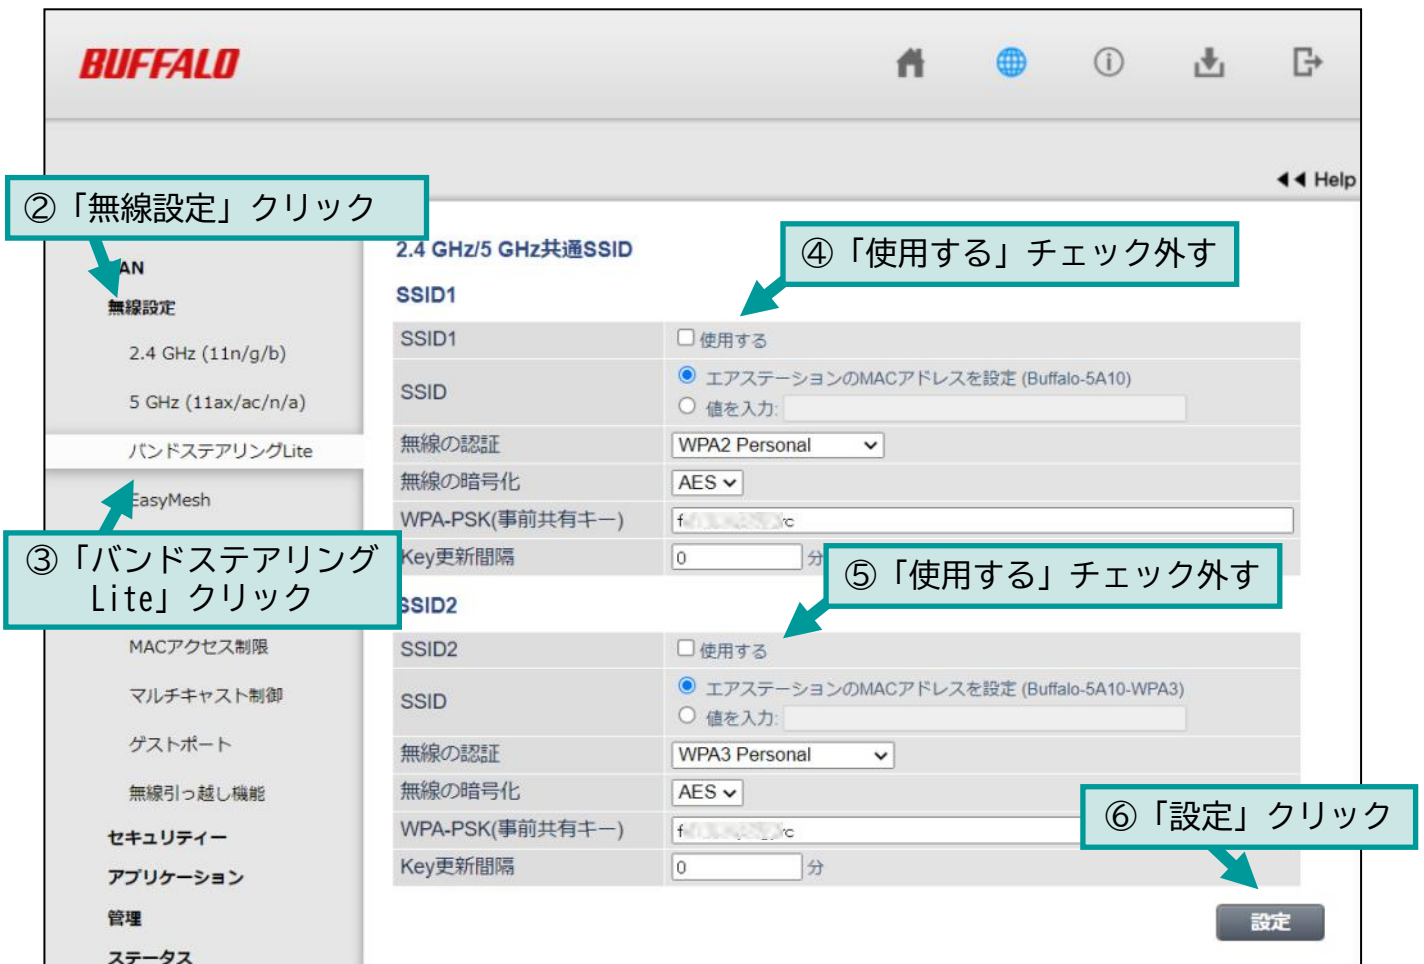 BUFFALO
Help
②「無線設定」クリック
AN
無線設定
2.4 GHz (11n/g/b)
5 GHz (11ax/ac/n/a)
バンドステアリングLite
EasyMesh
③「バンドステアリング
Lite」クリック
MACアクセス制限
マルチキャスト制御
ゲストポート
無線引っ越し機能
セキュリティー
アプリケーション
管理
ステータス
2.4 GHz/5 GHz共通SSID
④「使用する」チェック外す
SSID1
SSID1 使用する
SSID エアステーションのMACアドレスを設定 (Buffalo-5A10)
値を入力:
無線の認証 WPA2 Personal
無線の暗号化 AES
WPA-PSK(事前共有キー) f rc
Key更新間隔 0 分
⑤「使用する」チェック外す
SSID2
SSID2 使用する
SSID エアステーションのMACアドレスを設定 (Buffalo-5A10-WPA3)
値を入力:
無線の認証 WPA3 Personal
無線の暗号化 AES
WPA-PSK(事前共有キー) f rc
Key更新間隔 0 分
⑥「設定」クリック
設定